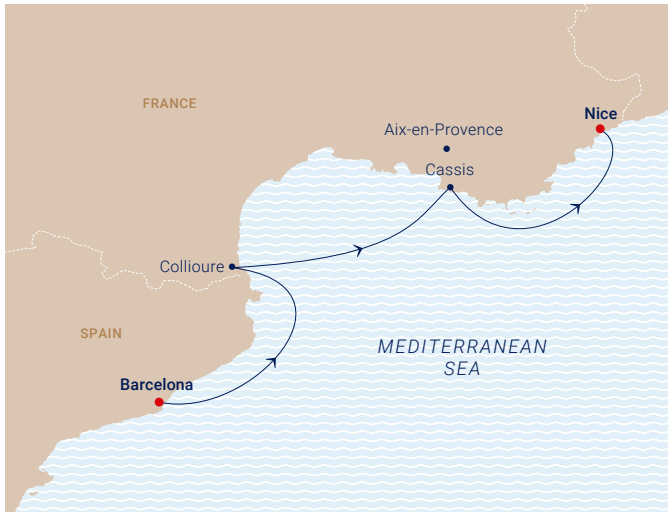 FRANCE
Nice
Aix-en-Provence
Cassis
Collioure
SPAIN
MEDITERRANEAN
SEA
Barcelona